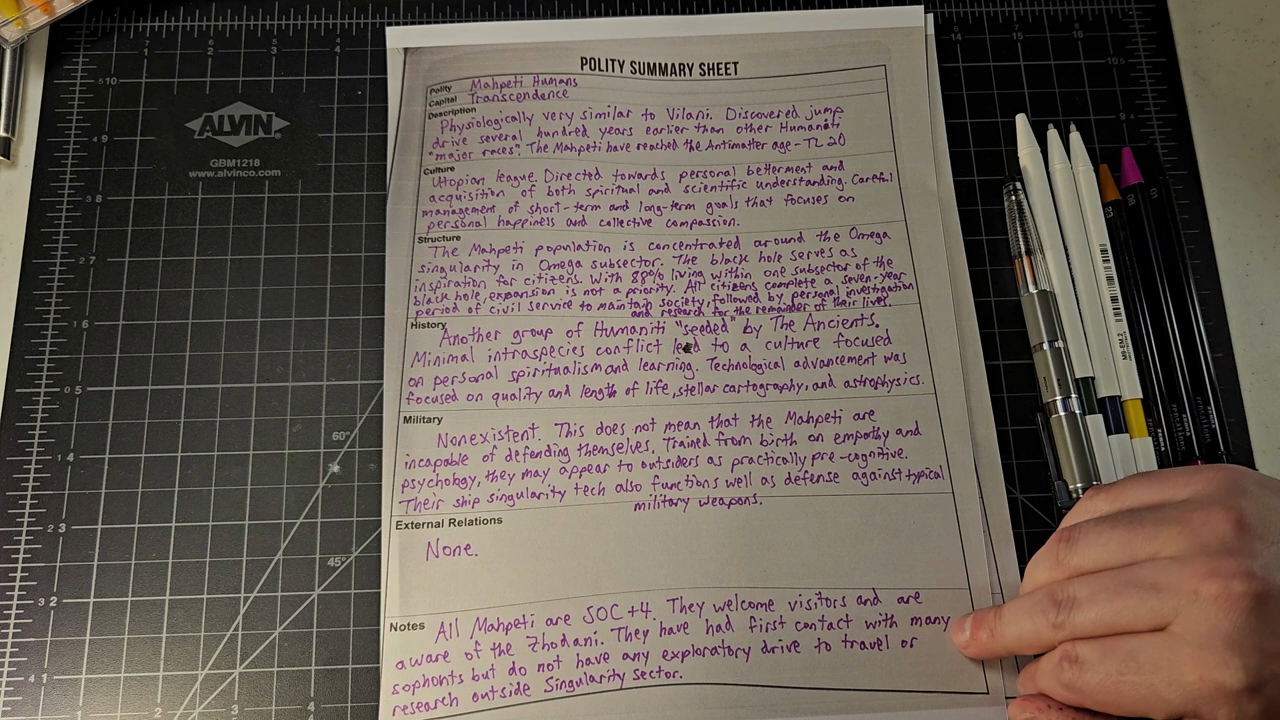 POLITY SUMMARY SHEET
Polity Mahpeti Humans
Capital Transcendence
Description
Physiologically very similar to Vilani. Discovered jump
drive several hundred years earlier than other Humaniti
"major races". The Mahpeti have reached the Antimatter age - TL 20
Culture
Utopian league. Directed towards personal betterment and
acquisition of both spiritual and scientific understanding. Careful
management of short-term and long-term goals that focuses on
personal happiness and collective compassion.
Structure
The Mahpeti population is concentrated around the Omega
singularity in Omega subsector. The black hole serves as
inspiration for citizens. With 88% living within one subsector of the
black hole, expansion is not a priority. All citizens complete a seven-year
period of civil service to maintain society, followed by personal investigation
and research for the remainder of their lives.
History
Another group of Humaniti "seeded" by The Ancients.
Minimal intraspecies conflict led to a culture focused
on personal spiritualism and learning. Technological advancement was
focused on quality and length of life, stellar cartography, and astrophysics.
Military
Nonexistent. This does not mean that the Mahpeti are
incapable of defending themselves. Trained from birth on empathy and
psychology, they may appear to outsiders as practically pre-cognitive.
Their ship singularity tech also functions well as defense against typical
military weapons.
External Relations
None.
Notes All Mahpeti are SOC +4. They welcome visitors and are
aware of the Zhodani. They have had first contact with many
sophonts but do not have any exploratory drive to travel or
research outside Singularity sector.
ALVIN
GBM1218
www.alvinco.com
60°
45°